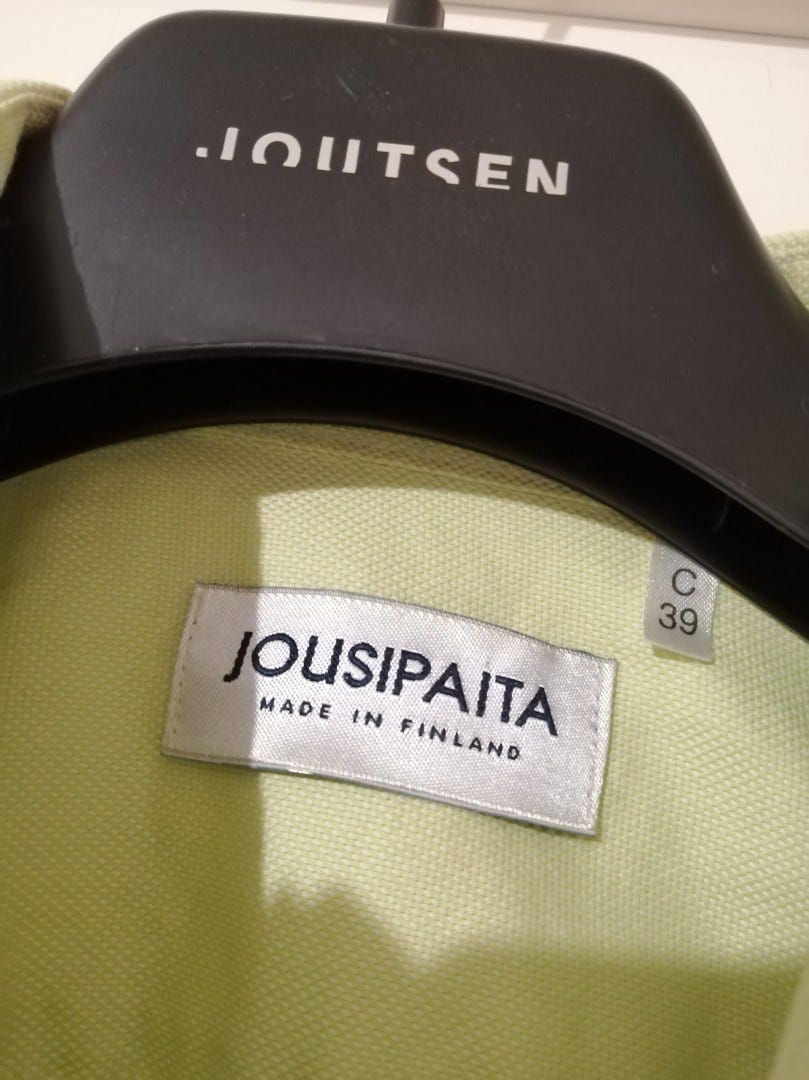 JOUTSEN
C
39
JOUSIPAITA
MADE IN FINLAND